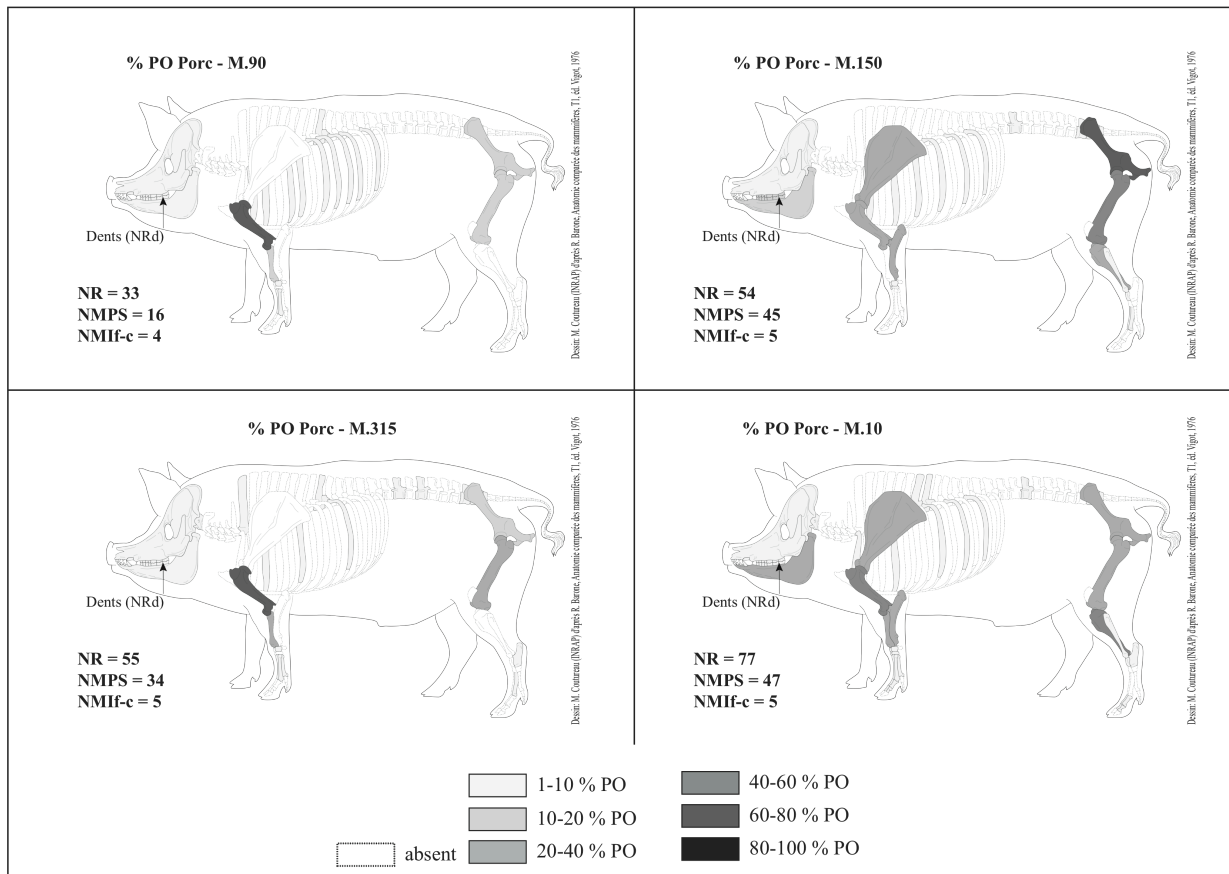 % PO Porc - M.90
Dents (NRd)
NR = 33
NMPS = 16
NMIf-c = 4
Dessin: M. Coutureau (INRAP) d'après R. Barone, Anatomie comparée des mammifères, T1, éd. Vigot, 1976
% PO Porc - M.150
Dents (NRd)
NR = 54
NMPS = 45
NMIf-c = 5
Dessin: M. Coutureau (INRAP) d'après R. Barone, Anatomie comparée des mammifères, T1, éd. Vigot, 1976
% PO Porc - M.315
Dents (NRd)
NR = 55
NMPS = 34
NMIf-c = 5
Dessin: M. Coutureau (INRAP) d'après R. Barone, Anatomie comparée des mammifères, T1, éd. Vigot, 1976
% PO Porc - M.10
Dents (NRd)
NR = 77
NMPS = 47
NMIf-c = 5
Dessin: M. Coutureau (INRAP) d'après R. Barone, Anatomie comparée des mammifères, T1, éd. Vigot, 1976
absent
1-10 % PO
10-20 % PO
20-40 % PO
40-60 % PO
60-80 % PO
80-100 % PO